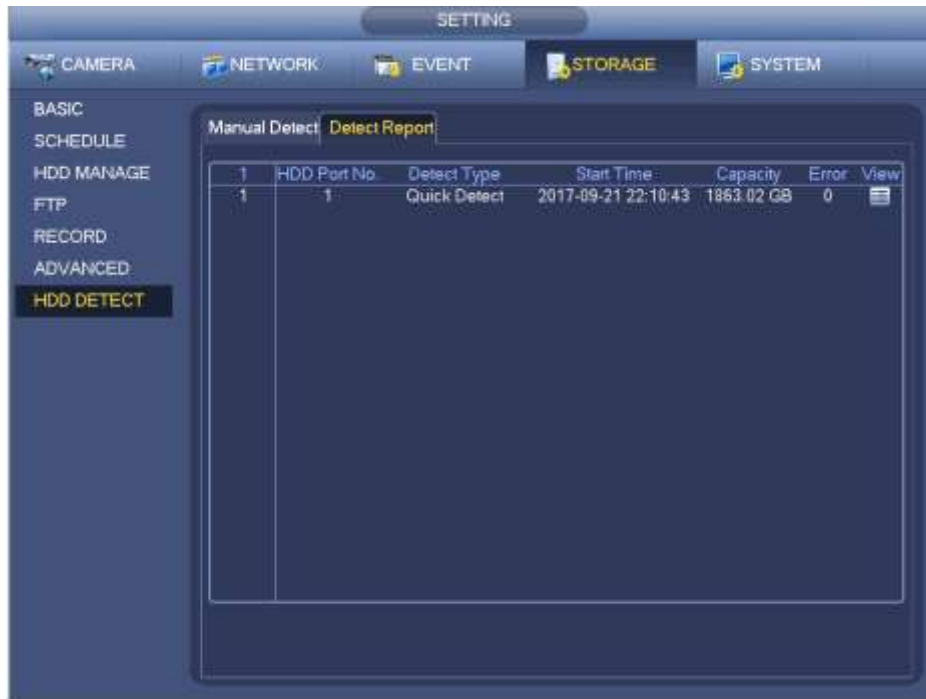 SETTING
CAMERA NETWORK EVENT STORAGE SYSTEM
BASIC
SCHEDULE
HDD MANAGE
FTP
RECORD
ADVANCED
HDD DETECT
Manual Detect Detect Report
1 HDD Port No. Detect Type Start Time Capacity Error View
1 1 Quick Detect 2017-09-21 22:10:43 1863.02 GB 0